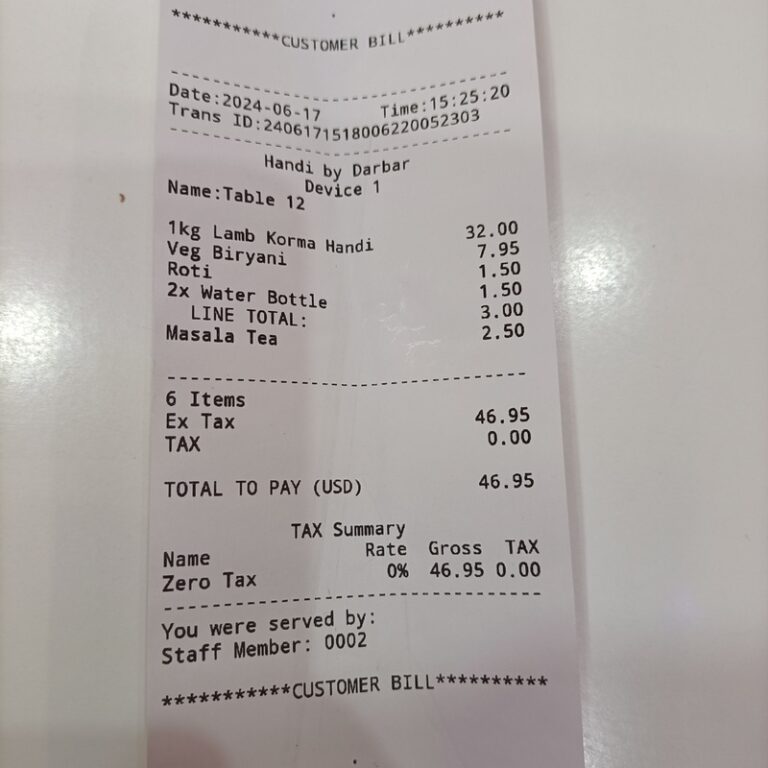 ***********CUSTOMER BILL**********
Date:2024-06-17 Time:15:25:20
Trans ID:2406171518006220052303
Handi by Darbar
Device 1
Name:Table 12
1kg Lamb Korma Handi 32.00
Veg Biryani 7.95
Roti 1.50
2x Water Bottle 1.50
LINE TOTAL: 3.00
Masala Tea 2.50
6 Items
Ex Tax 46.95
TAX 0.00
TOTAL TO PAY (USD) 46.95
TAX Summary
Name Rate Gross TAX
Zero Tax 0% 46.95 0.00
You were served by:
Staff Member: 0002
***********CUSTOMER BILL**********